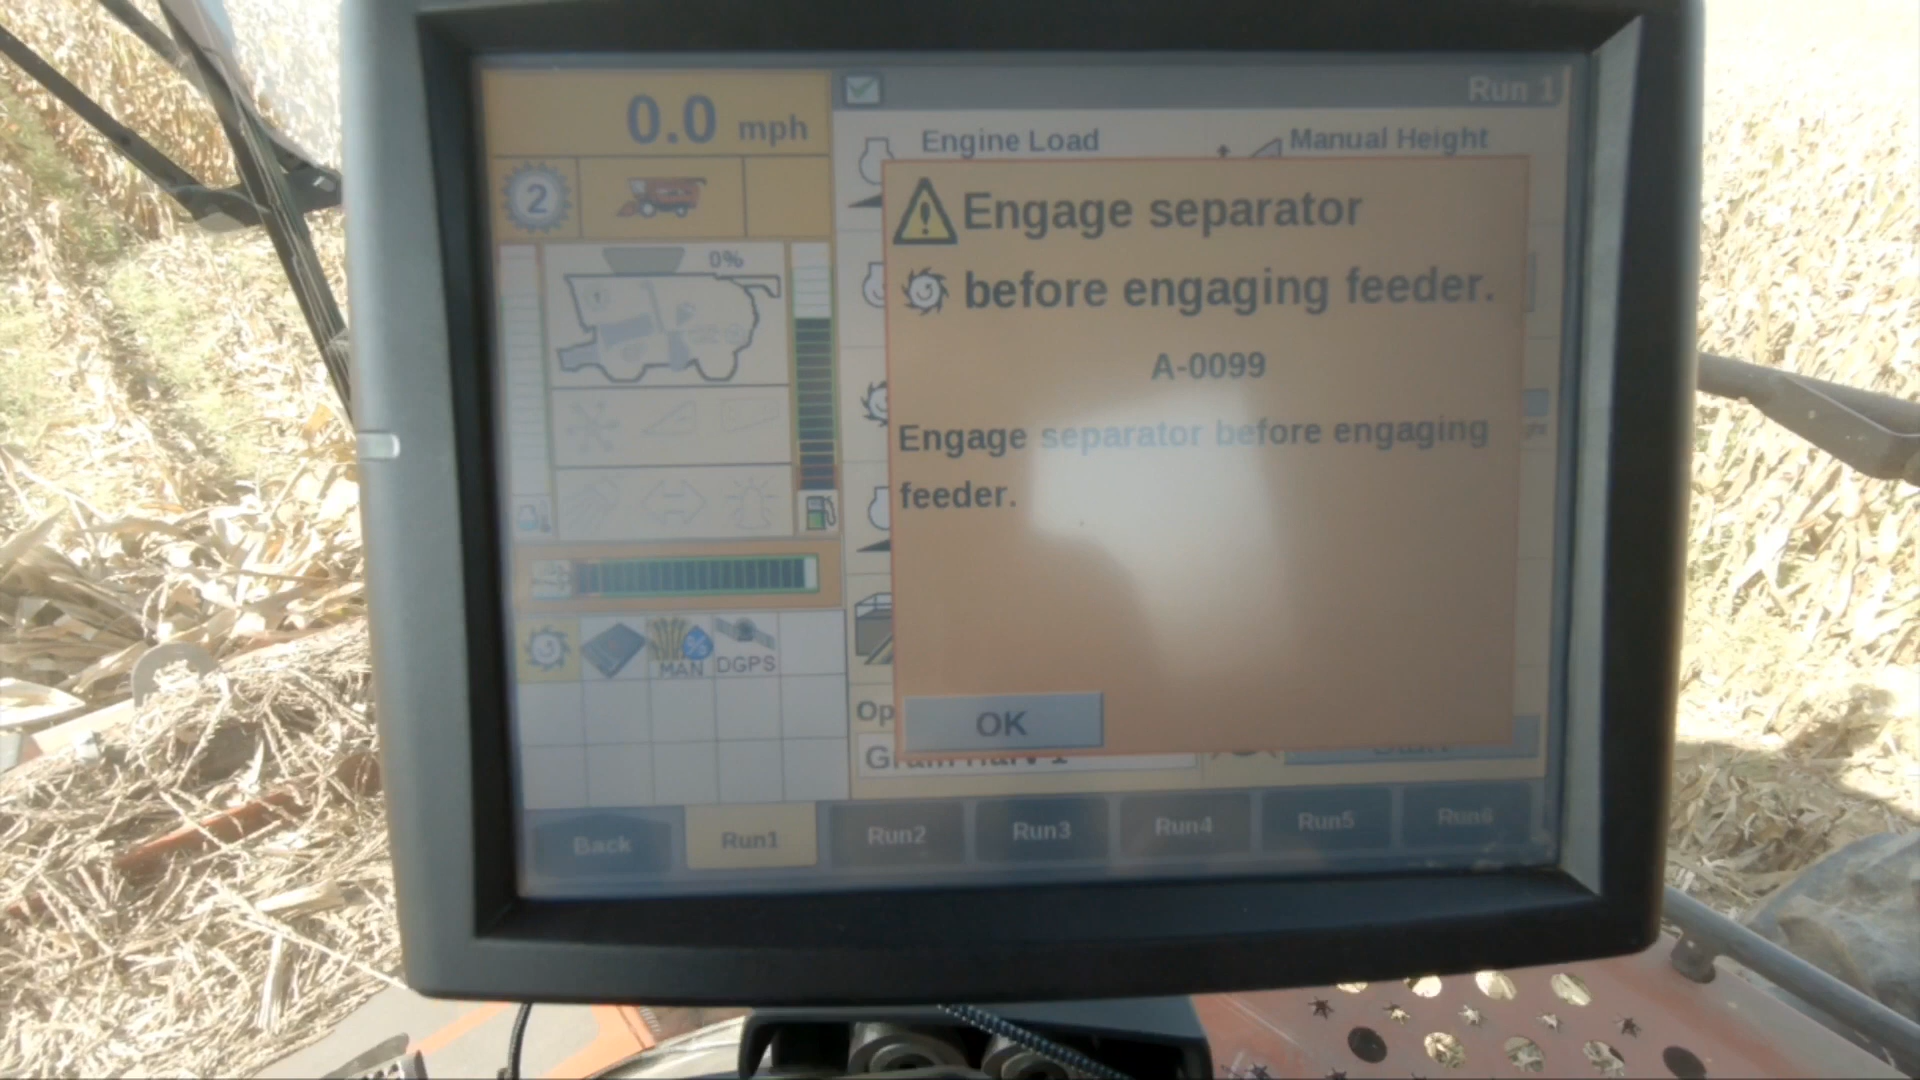 0.0 mph
Run 1
Engine Load
Manual Height
2
0%
Engage separator
before engaging feeder.
A-0099
Engage separator before engaging
feeder.
MAN
DGPS
OK
Back
Run1
Run2
Run3
Run4
Run5
Run6